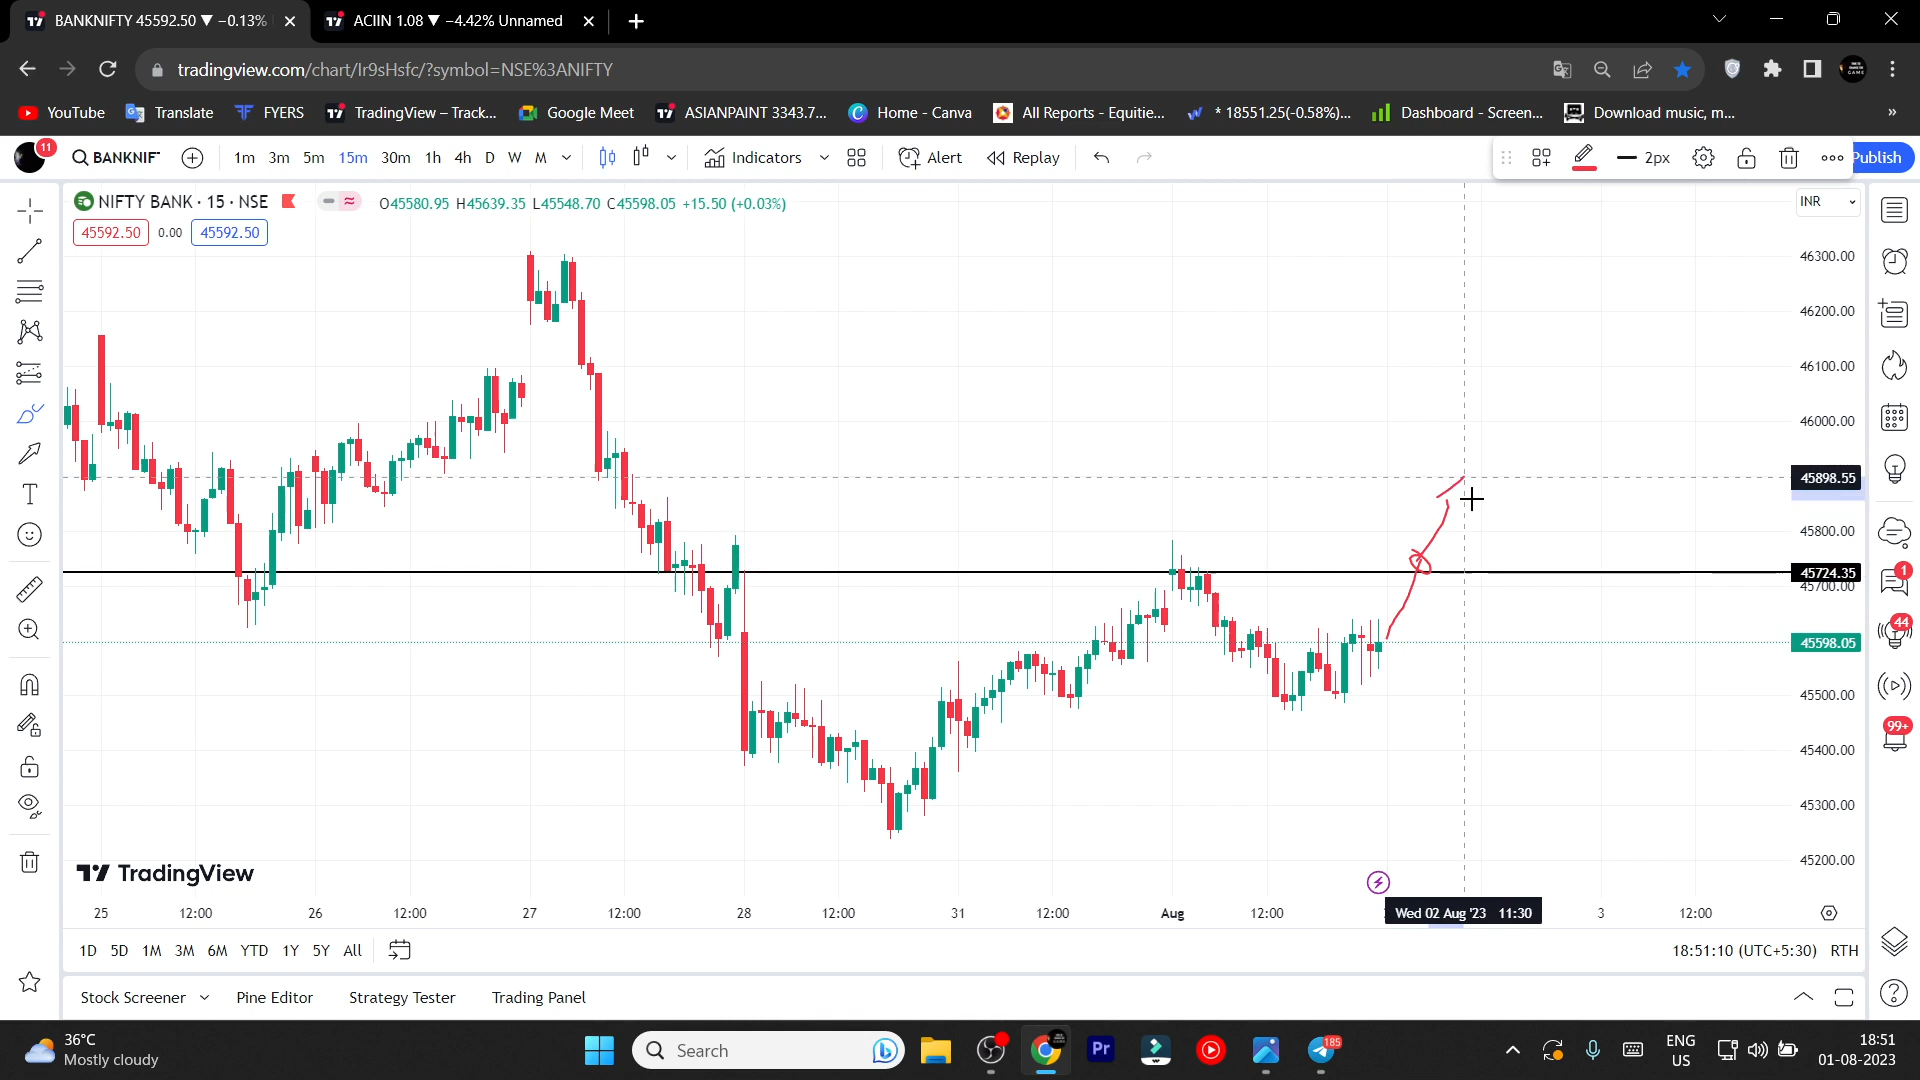 BANKNIFTY 45592.50 ▼ −0.13%
ACIIN 1.08 ▼ −4.42% Unnamed
tradingview.com/chart/Ir9sHsfc/?symbol=NSE%3ANIFTY
YouTube Translate FYERS TradingView – Track... Google Meet ASIANPAINT 3343.7... Home - Canva All Reports - Equitie... * 18551.25(-0.58%)... Dashboard - Screen... Download music, m... »
11 BANKNIF 1m 3m 5m 15m 30m 1h 4h D W M Indicators Alert Replay 2px Publish
NIFTY BANK · 15 · NSE O45580.95 H45639.35 L45548.70 C45598.05 +15.50 (+0.03%) INR
45592.50 0.00 45592.50
46300.00
46200.00
46100.00
46000.00
45898.55
45800.00
45724.35
45700.00
45598.05
45500.00
45400.00
45300.00
45200.00
1
44
99+
TradingView
25 12:00 26 12:00 27 12:00 28 12:00 31 12:00 Aug 12:00 Wed 02 Aug '23 11:30 3 12:00
1D 5D 1M 3M 6M YTD 1Y 5Y All 18:51:10 (UTC+5:30) RTH
Stock Screener Pine Editor Strategy Tester Trading Panel
36°C
Mostly cloudy
Search
Pr
185
ENG
US
18:51
01-08-2023